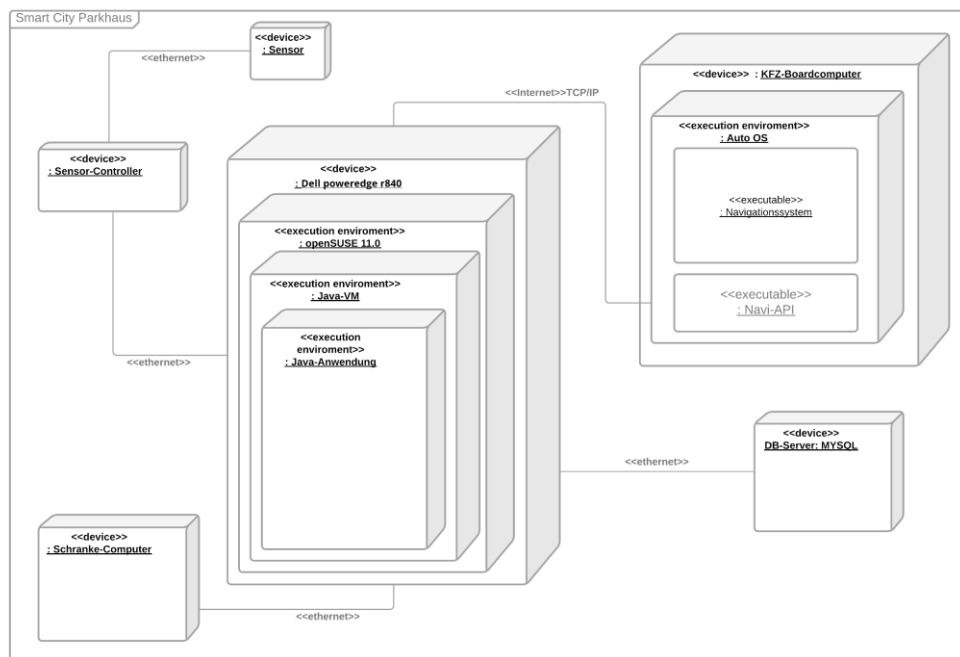 Smart City Parkhaus
<<device>>
: Sensor
<<ethernet>>
<<device>>
: Sensor-Controller
<<ethernet>>
<<Internet>>TCP/IP
<<device>>
: Dell poweredge r840
<<execution enviroment>>
: openSUSE 11.0
<<execution enviroment>>
: Java-VM
<<execution
enviroment>>
: Java-Anwendung
<<device>> : KFZ-Boardcomputer
<<execution enviroment>>
: Auto OS
<<executable>>
: Navigationssystem
<<executable>>
: Navi-API
<<ethernet>>
<<device>>
DB-Server: MYSQL
<<device>>
: Schranke-Computer
<<ethernet>>